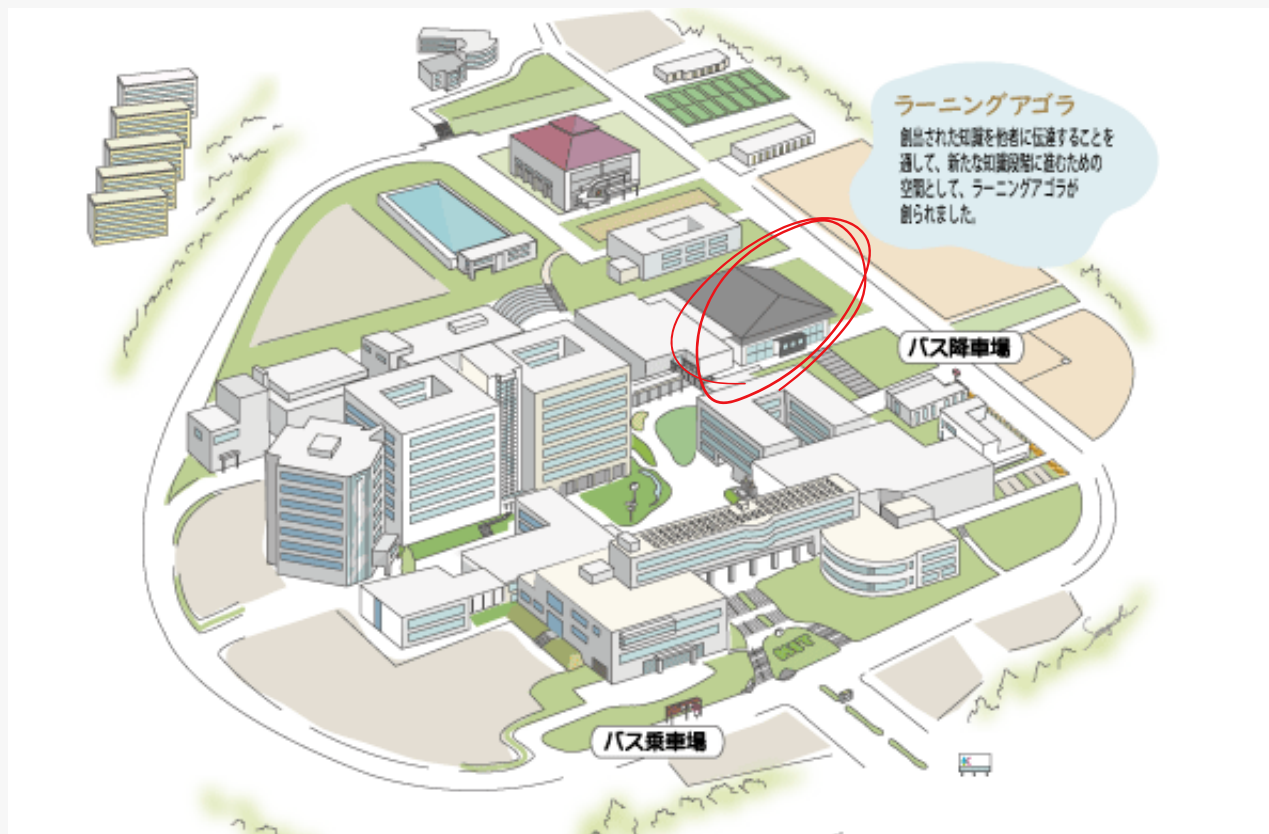 ラーニングアゴラ
創出された知識を他者に伝達することを
通して、新たな知識段階に進むための
空間として、ラーニングアゴラが
創られました。
バス降車場
KIT
バス乗車場
K